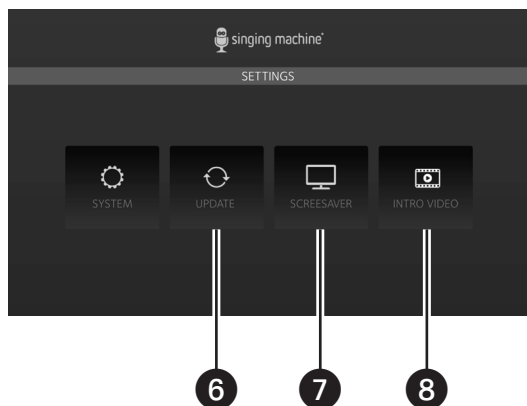 singing machine®
SETTINGS
SYSTEM UPDATE SCREESAVER INTRO VIDEO
6 7 8